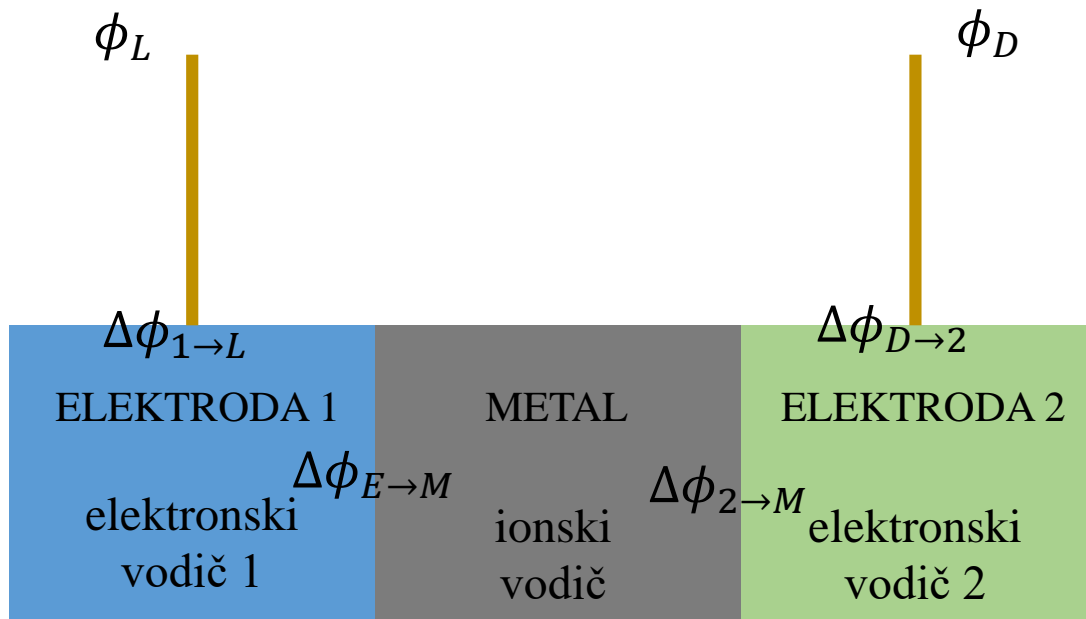 ϕ_L
ϕ_D
Δϕ_{1→L}
Δϕ_{D→2}
ELEKTRODA 1
METAL
ELEKTRODA 2
Δϕ_{E→M}
Δϕ_{2→M}
elektronski
vodič 1
ionski
vodič
elektronski
vodič 2